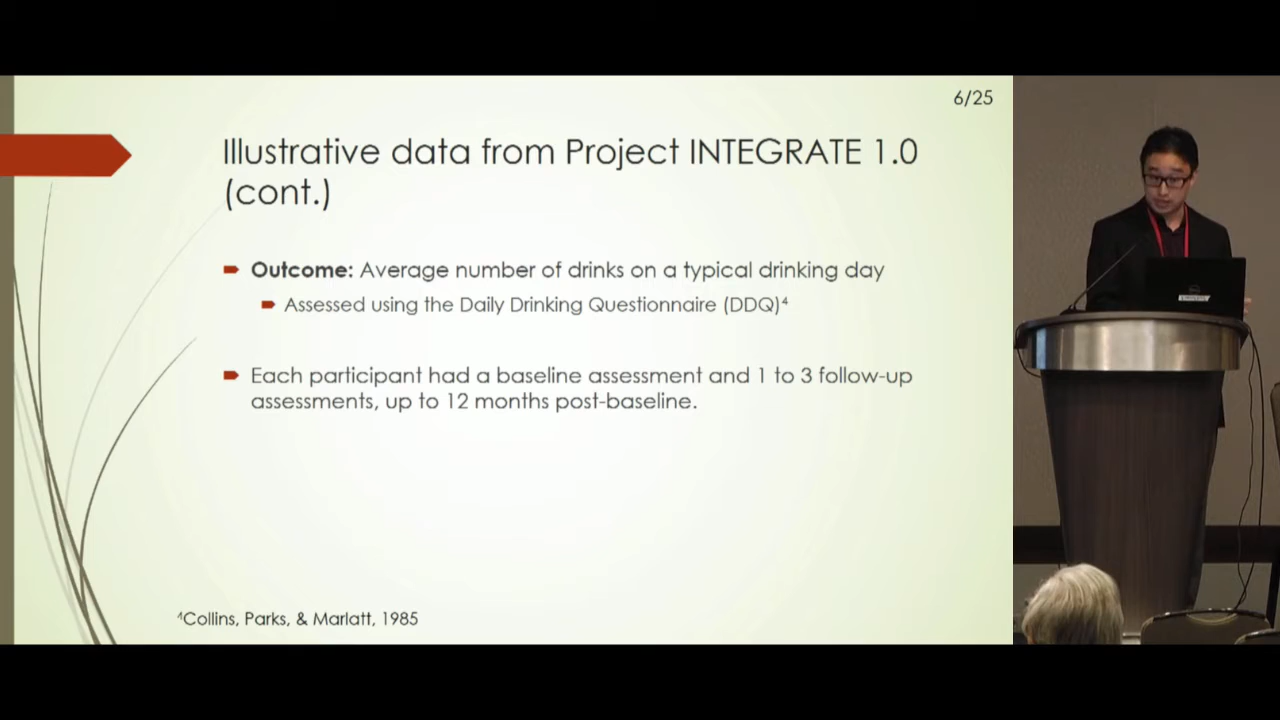 6/25
Illustrative data from Project INTEGRATE 1.0
(cont.)
Outcome: Average number of drinks on a typical drinking day
Assessed using the Daily Drinking Questionnaire (DDQ)⁴
Each participant had a baseline assessment and 1 to 3 follow-up
assessments, up to 12 months post-baseline.
⁴Collins, Parks, & Marlatt, 1985